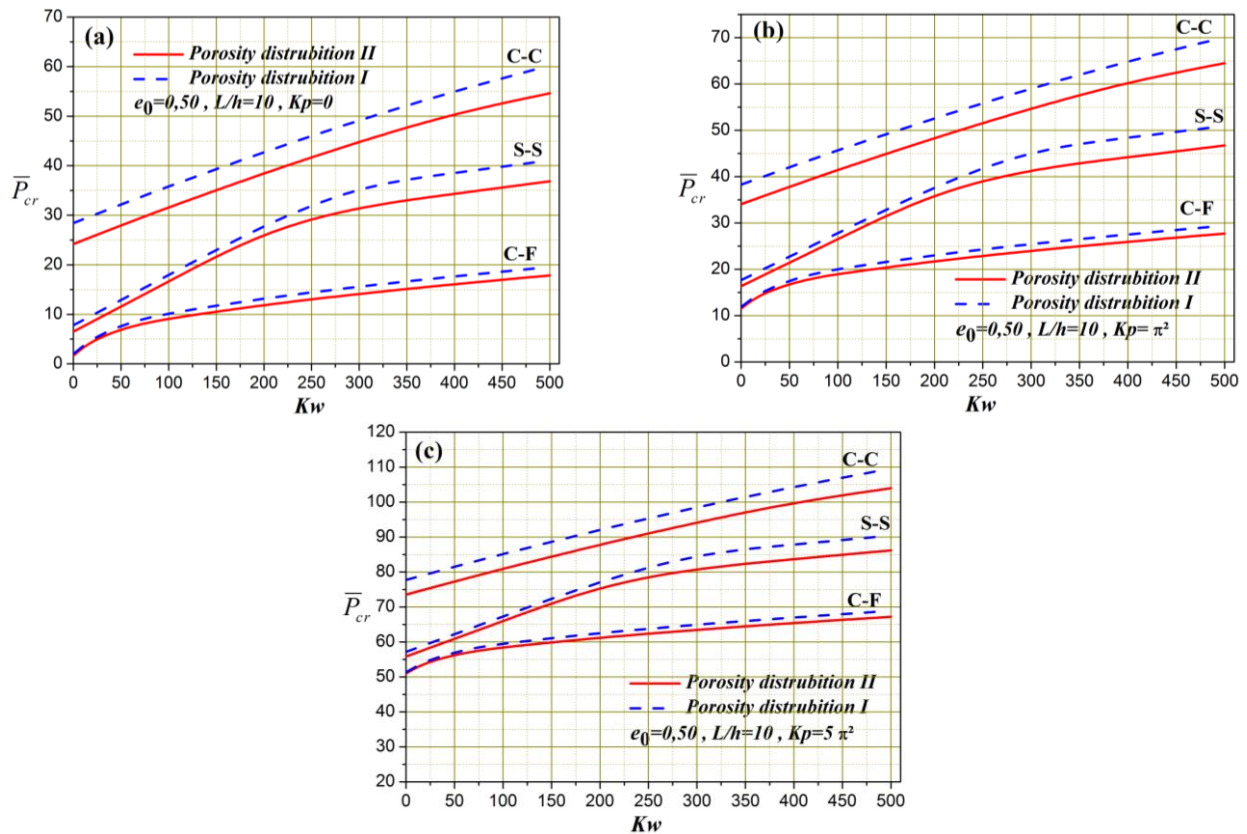 (a)
Porosity distrubition II
Porosity distrubition I
e0=0,50 , L/h=10 , Kp=0
C-C
S-S
C-F
P̅cr
70
60
50
40
30
20
10
0
0 50 100 150 200 250 300 350 400 450 500
Kw
(b)
C-C
S-S
C-F
Porosity distrubition II
Porosity distrubition I
e0=0,50 , L/h=10 , Kp= π²
P̅cr
70
60
50
40
30
20
10
0
0 50 100 150 200 250 300 350 400 450 500
Kw
(c)
C-C
S-S
C-F
Porosity distrubition II
Porosity distrubition I
e0=0,50 , L/h=10 , Kp=5 π²
P̅cr
120
110
100
90
80
70
60
50
40
30
20
0 50 100 150 200 250 300 350 400 450 500
Kw